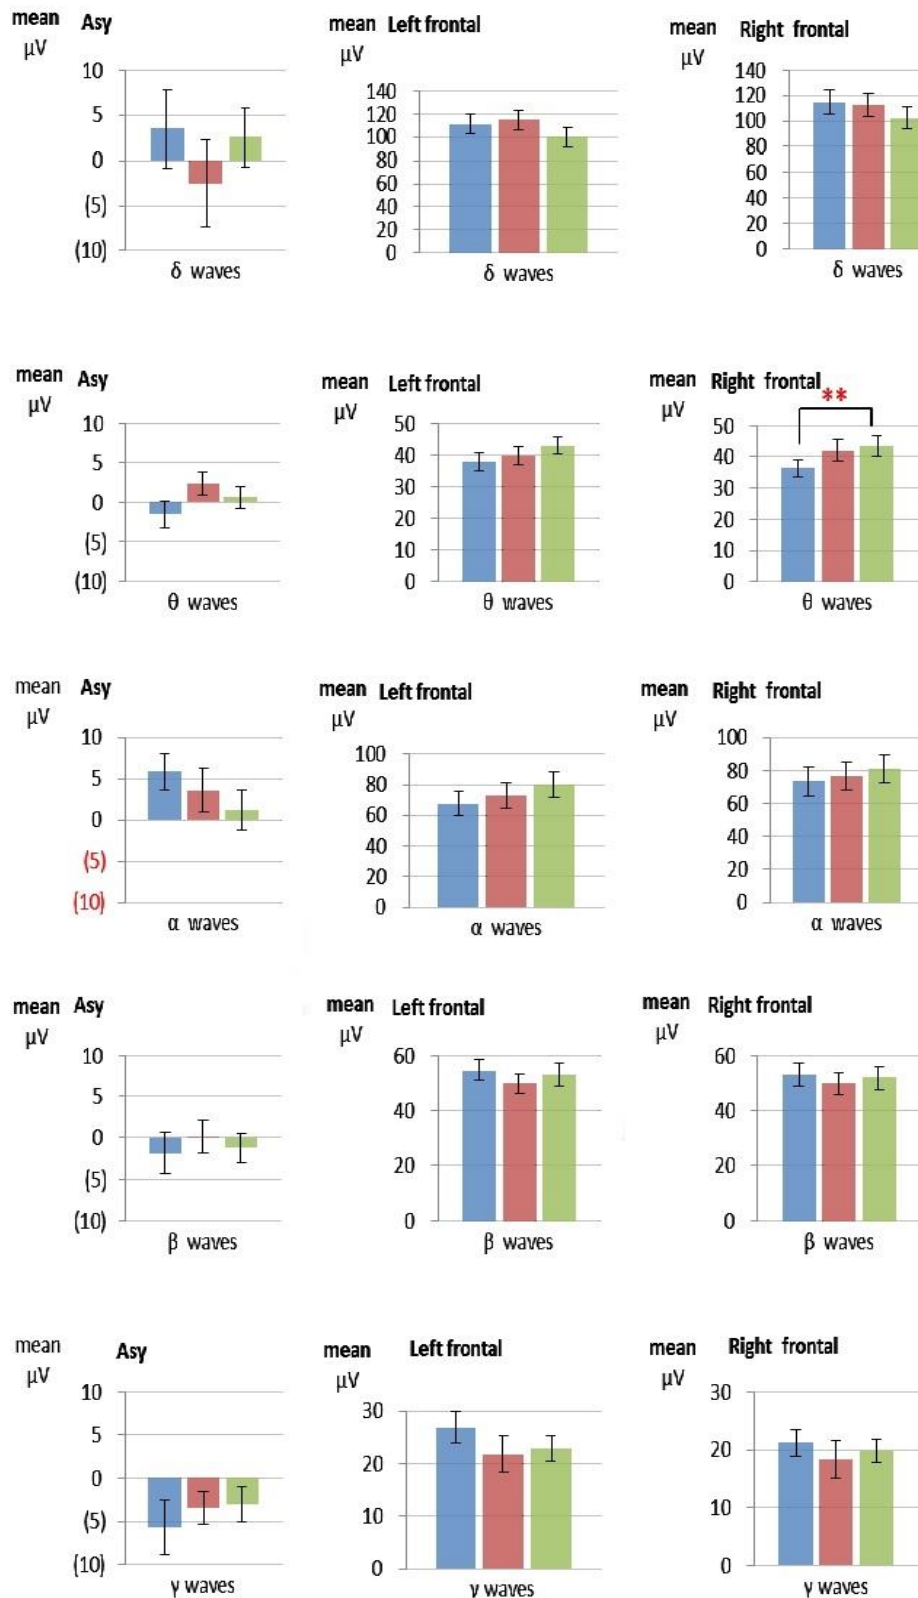 mean Asy
µV
10
5
0
(5)
(10)
δ waves
mean Left frontal
µV
140
120
100
80
60
40
20
0
δ waves
mean Right frontal
µV
140
120
100
80
60
40
20
0
δ waves
mean Asy
µV
10
5
0
(5)
(10)
θ waves
mean Left frontal
µV
50
40
30
20
10
0
θ waves
mean Right frontal
µV
**
50
40
30
20
10
0
θ waves
mean Asy
µV
10
5
0
(5)
(10)
α waves
mean Left frontal
µV
100
80
60
40
20
0
α waves
mean Right frontal
µV
100
80
60
40
20
0
α waves
mean Asy
µV
10
5
0
(5)
(10)
β waves
mean Left frontal
µV
60
40
20
0
β waves
mean Right frontal
µV
60
40
20
0
β waves
mean Asy
µV
10
5
0
(5)
(10)
γ waves
mean Left frontal
µV
30
20
10
0
γ waves
mean Right frontal
µV
30
20
10
0
γ waves